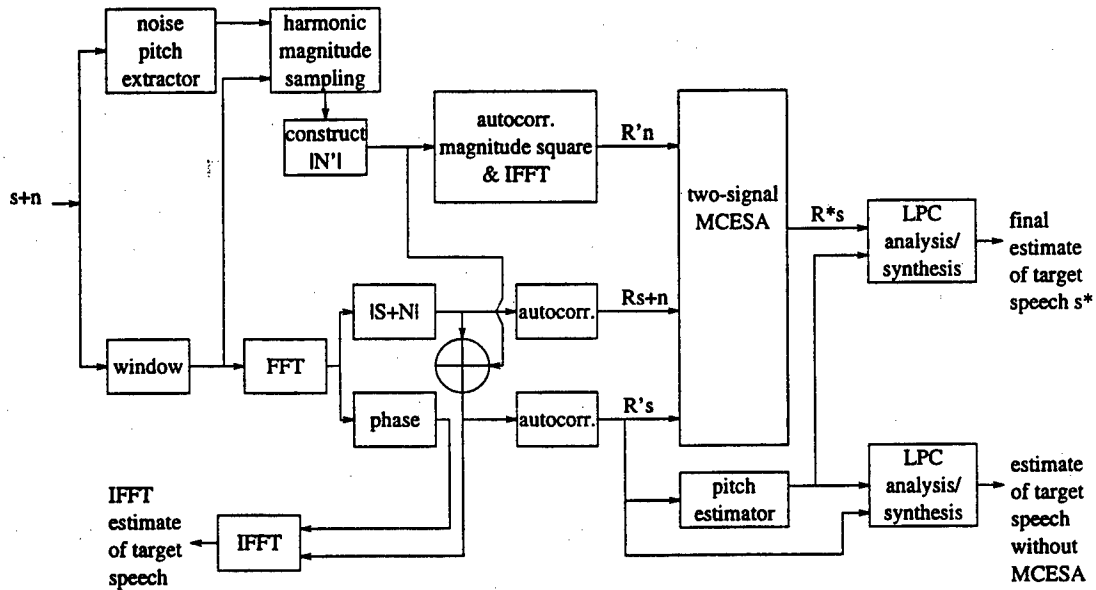 noise
pitch
extractor
harmonic
magnitude
sampling
construct
|N'|
autocorr.
magnitude square
& IFFT
R'n
s+n
two-signal
MCESA
R*s
LPC
analysis/
synthesis
final
estimate
of target
speech s*
|S+N|
autocorr.
Rs+n
window
FFT
phase
autocorr.
R's
pitch
estimator
LPC
analysis/
synthesis
estimate
of target
speech
without
MCESA
IFFT
estimate
of target
speech
IFFT